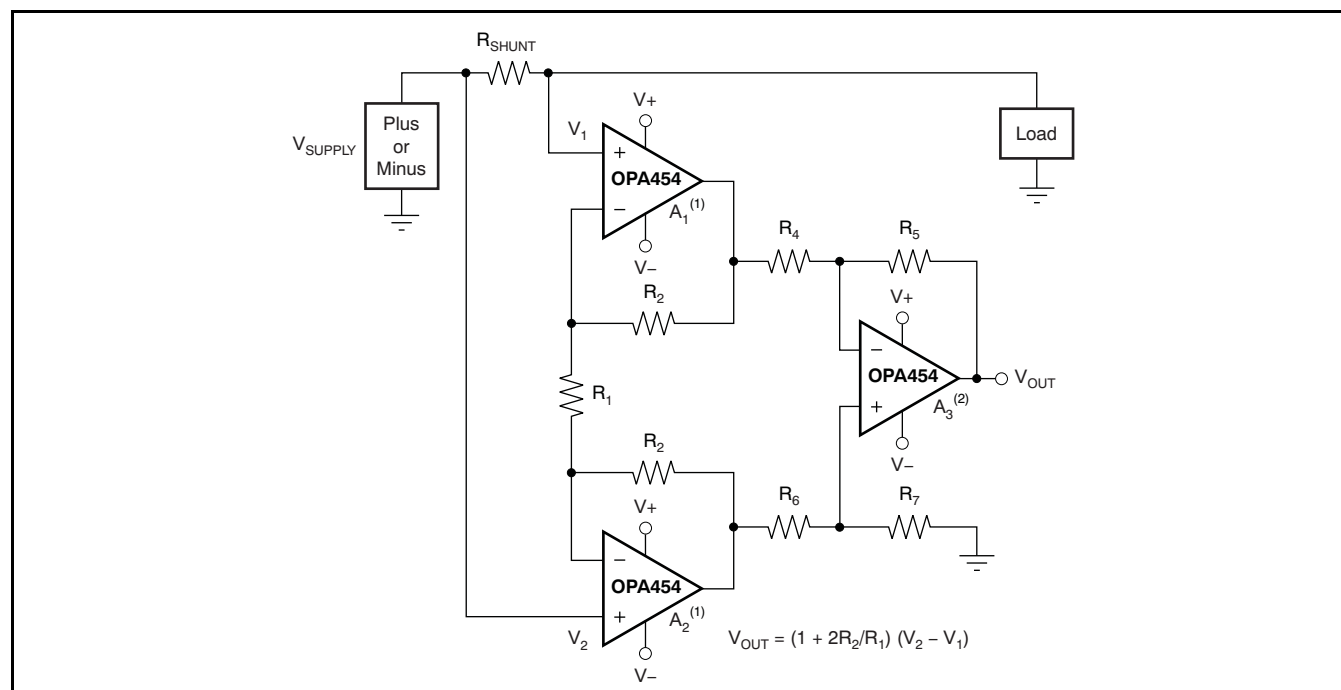 R_SHUNT
V+
V_SUPPLY
Plus
or
Minus
V_1
+
OPA454
−
A_1^(1)
V−
Load
R_4
R_5
R_2
V+
−
OPA454
V_OUT
+
A_3^(2)
V−
R_1
R_2
R_6
R_7
V+
−
OPA454
+
A_2^(1)
V_2
V−
V_OUT = (1 + 2R_2/R_1) (V_2 − V_1)